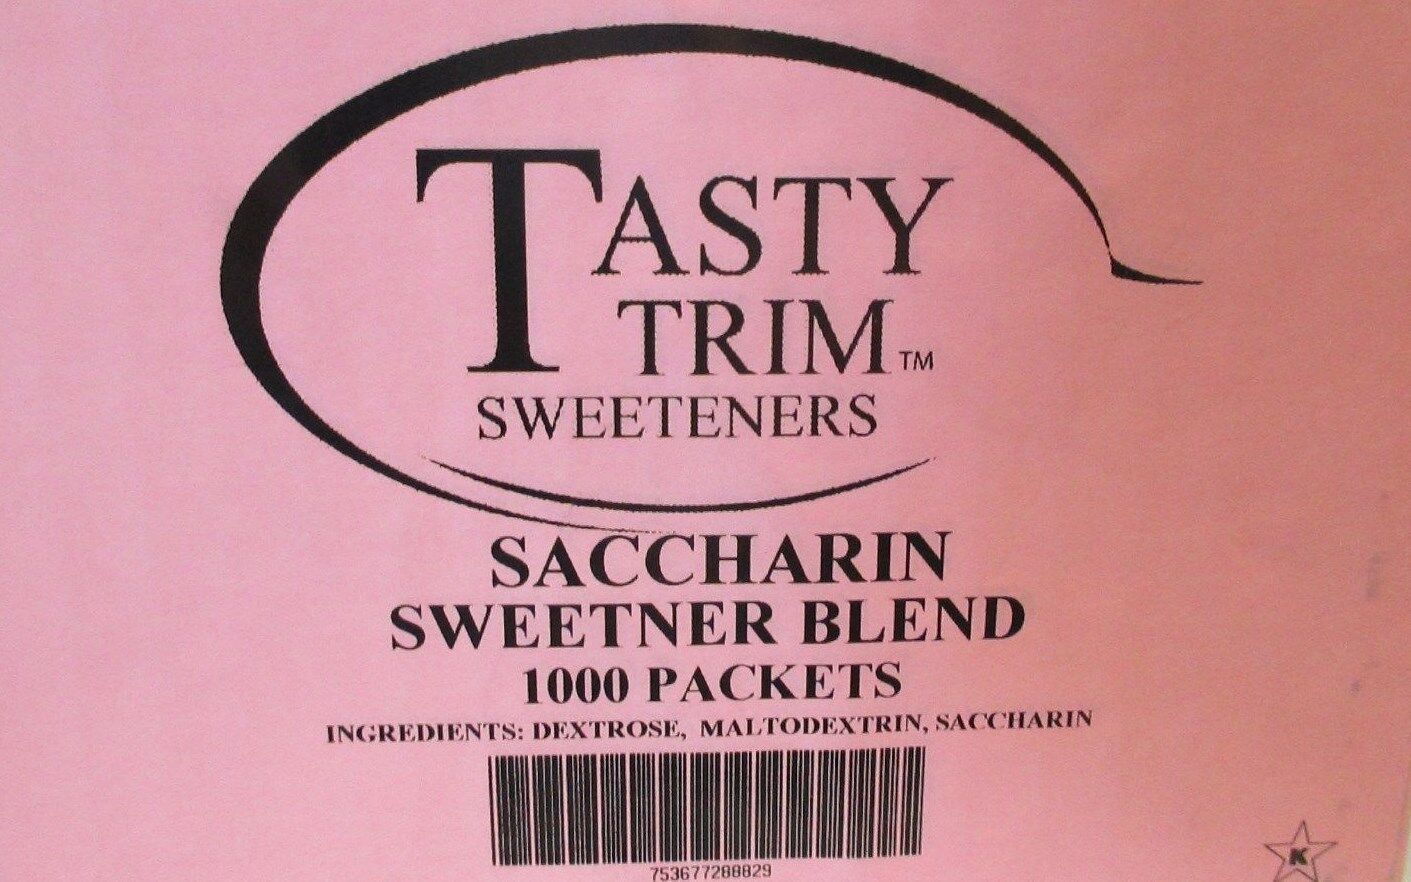 TASTY
TRIM™
SWEETENERS
SACCHARIN
SWEETNER BLEND
1000 PACKETS
INGREDIENTS: DEXTROSE, MALTODEXTRIN, SACCHARIN
753677288829
K